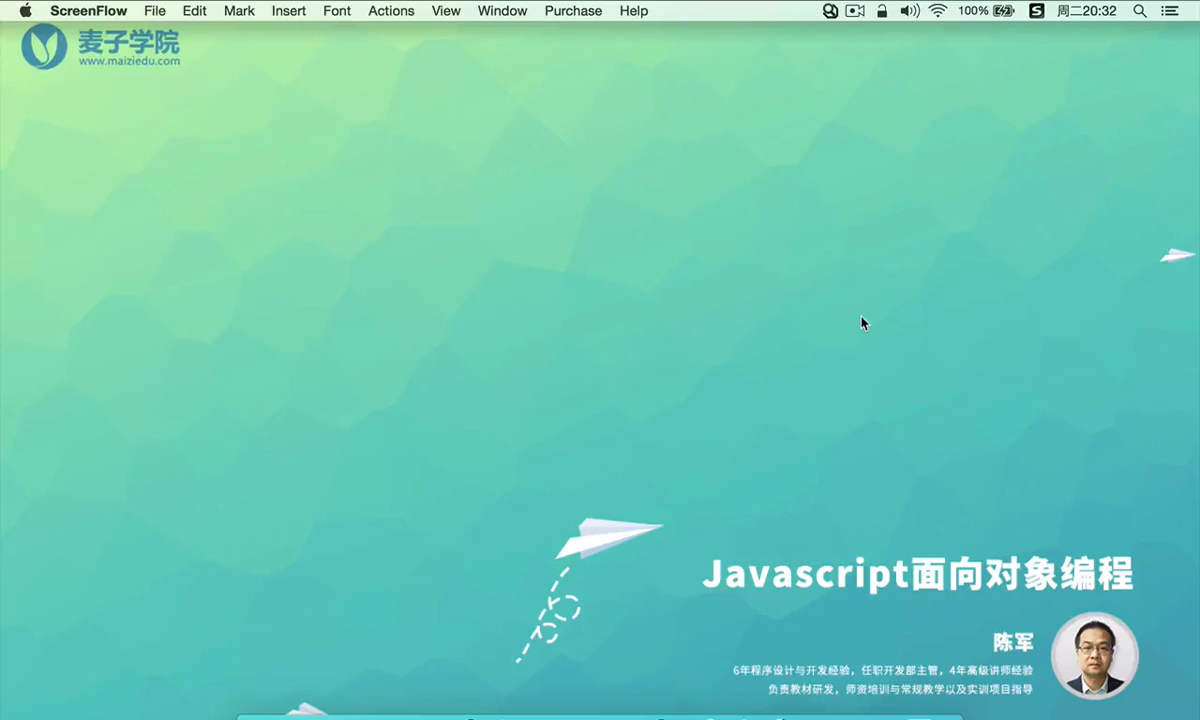 ScreenFlow File Edit Mark Insert Font Actions View Window Purchase Help 100% S 周二20:32
麦子学院
www.maiziedu.com
Javascript面向对象编程
陈军
6年程序设计与开发经验，任职开发部主管，4年高级讲师经验
负责教材研发，师资培训与常规教学以及实训项目指导